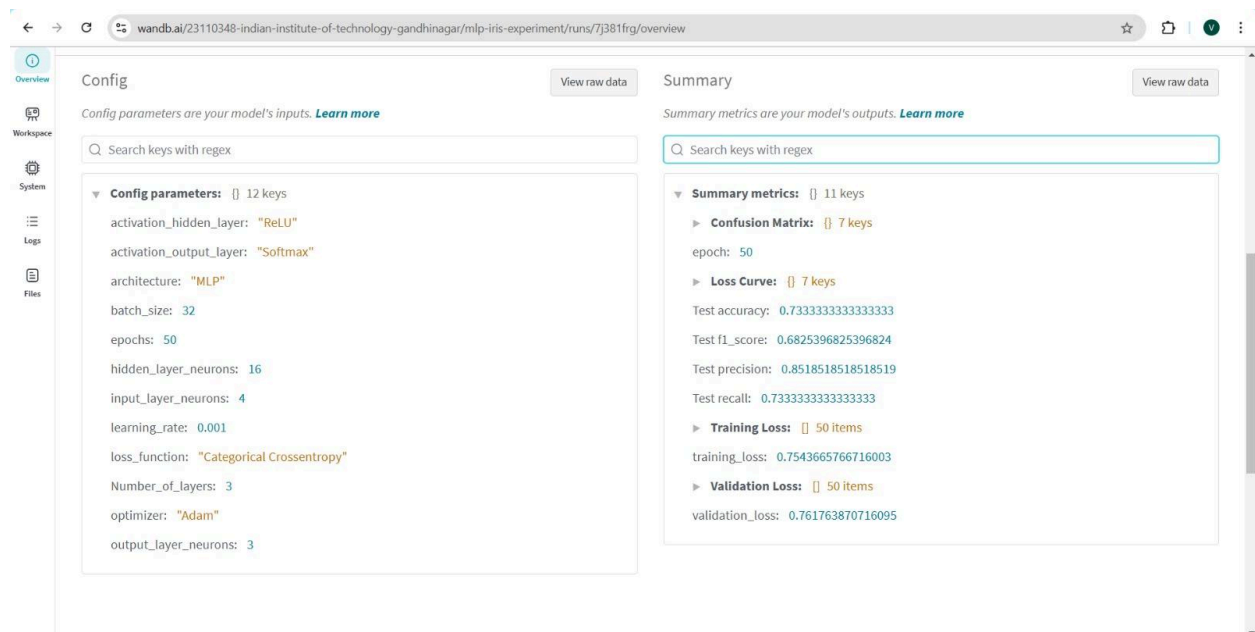 wandb.ai/23110348-indian-institute-of-technology-gandhinagar/mlp-iris-experiment/runs/7j381frg/overview
V
Overview
Workspace
System
Logs
Files
Config
View raw data
Config parameters are your model's inputs. Learn more
Search keys with regex
Config parameters: {} 12 keys
activation_hidden_layer: "ReLU"
activation_output_layer: "Softmax"
architecture: "MLP"
batch_size: 32
epochs: 50
hidden_layer_neurons: 16
input_layer_neurons: 4
learning_rate: 0.001
loss_function: "Categorical Crossentropy"
Number_of_layers: 3
optimizer: "Adam"
output_layer_neurons: 3
Summary
View raw data
Summary metrics are your model's outputs. Learn more
Search keys with regex
Summary metrics: {} 11 keys
Confusion Matrix: {} 7 keys
epoch: 50
Loss Curve: {} 7 keys
Test accuracy: 0.7333333333333333
Test f1_score: 0.6825396825396824
Test precision: 0.8518518518518519
Test recall: 0.7333333333333333
Training Loss: [] 50 items
training_loss: 0.7543665766716003
Validation Loss: [] 50 items
validation_loss: 0.761763870716095